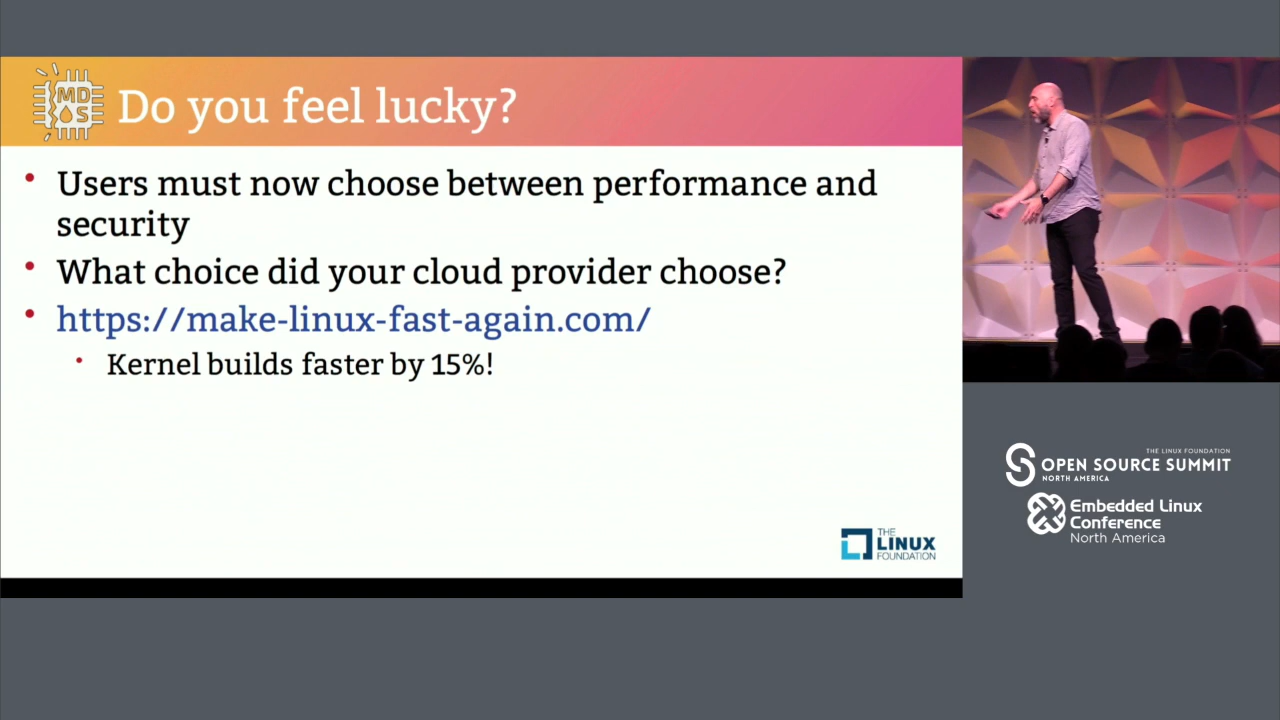 MD
S
Do you feel lucky?
Users must now choose between performance and
security
What choice did your cloud provider choose?
https://make-linux-fast-again.com/
Kernel builds faster by 15%!
THE
LINUX
FOUNDATION
THE LINUX FOUNDATION
OPEN SOURCE SUMMIT
NORTH AMERICA
Embedded Linux
Conference
North America